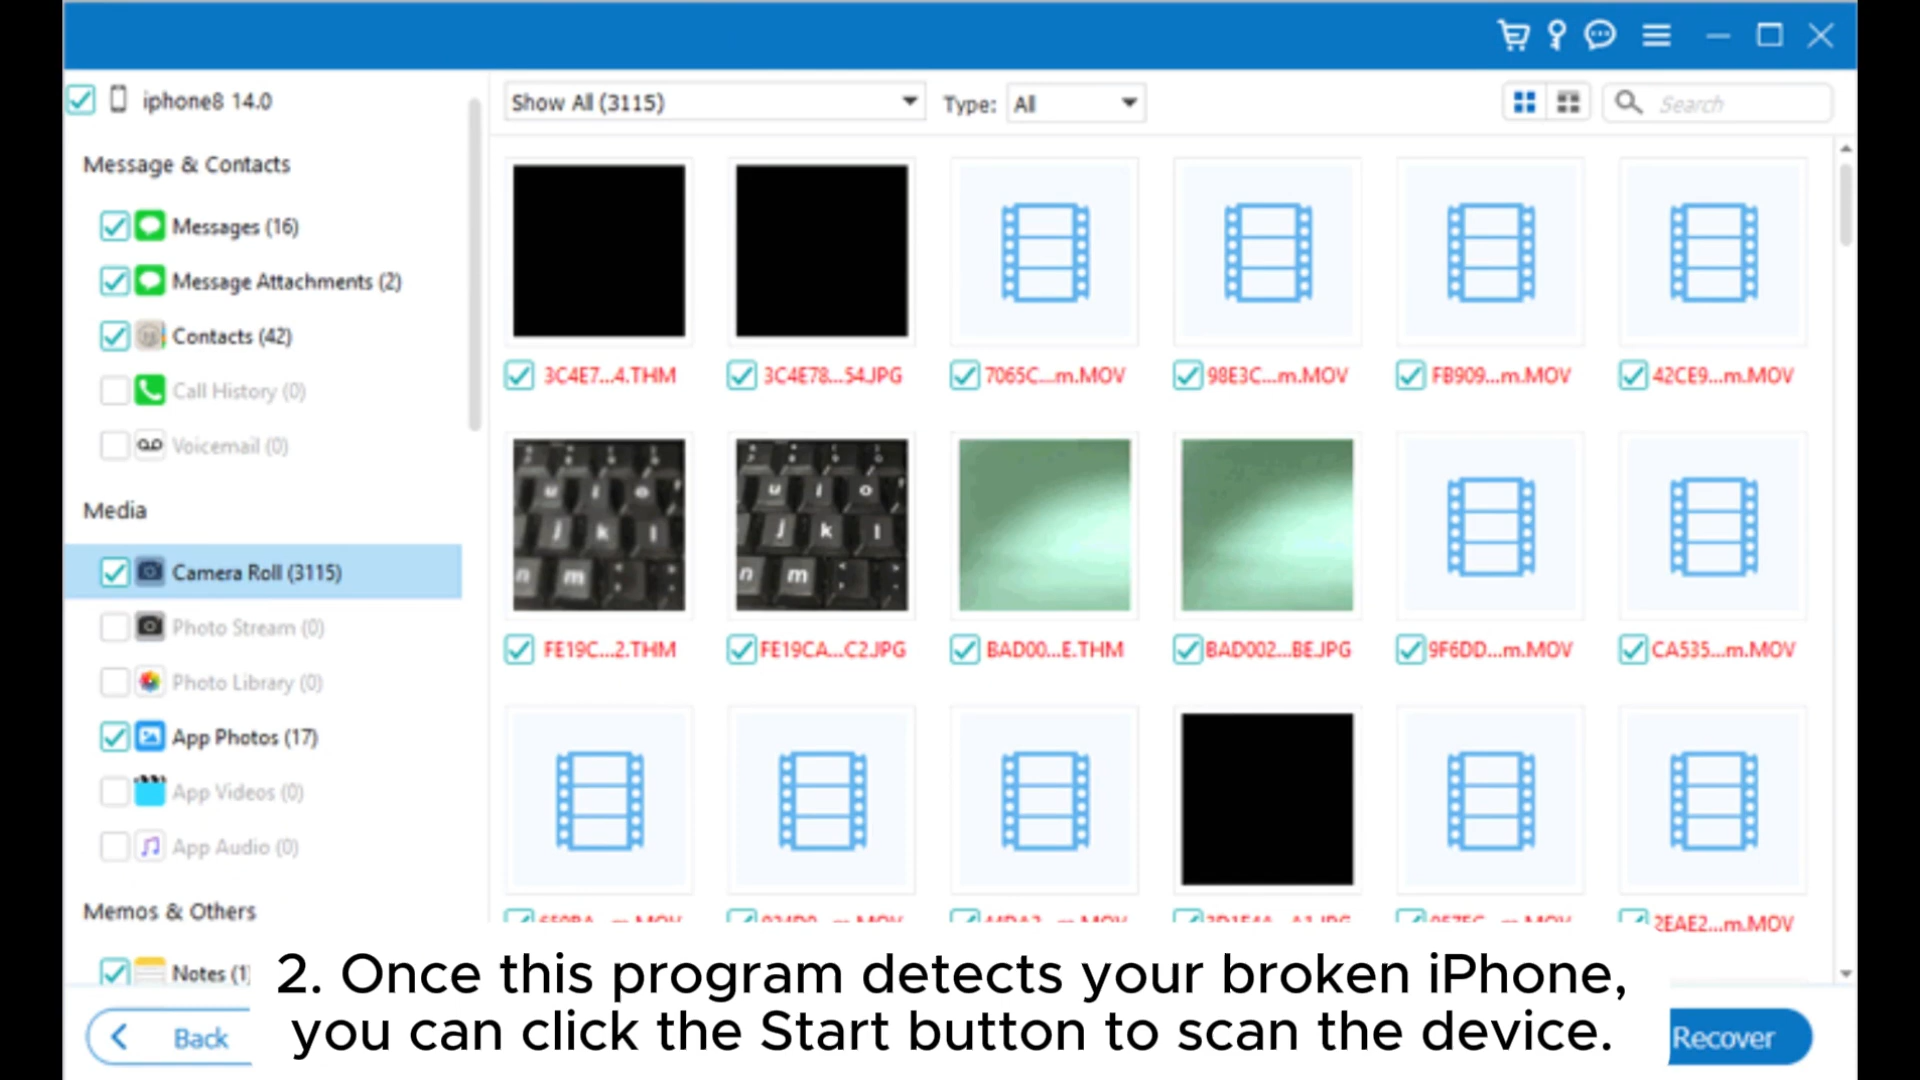 iphone8 14.0
Show All (3115)
Type: All
Search
Message & Contacts
Messages (16)
Message Attachments (2)
Contacts (42)
Call History (0)
Voicemail (0)
Media
Camera Roll (3115)
Photo Stream (0)
Photo Library (0)
App Photos (17)
App Videos (0)
App Audio (0)
Memos & Others
Notes (1)
3C4E7...4.THM
3C4E78...54.JPG
7065C...m.MOV
98E3C...m.MOV
FB909...m.MOV
42CE9...m.MOV
u i o
j k l
n m
u i o
j k l
n m
FE19C...2.THM
FE19CA...C2.JPG
BAD00...E.THM
BAD002...BE.JPG
9F6DD...m.MOV
CA535...m.MOV
2EAE2...m.MOV
2. Once this program detects your broken iPhone,
you can click the Start button to scan the device.
Back
Recover